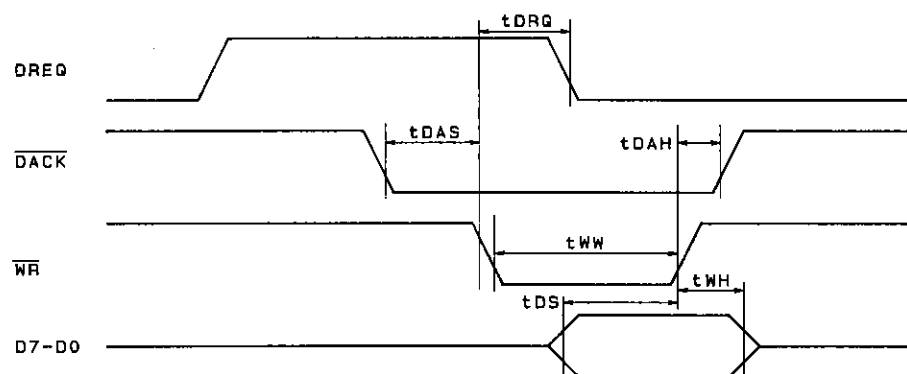 tDRQ
DREQ
tDAS
tDAH
DACK
tWW
WR
tWH
tDS
D7-D0